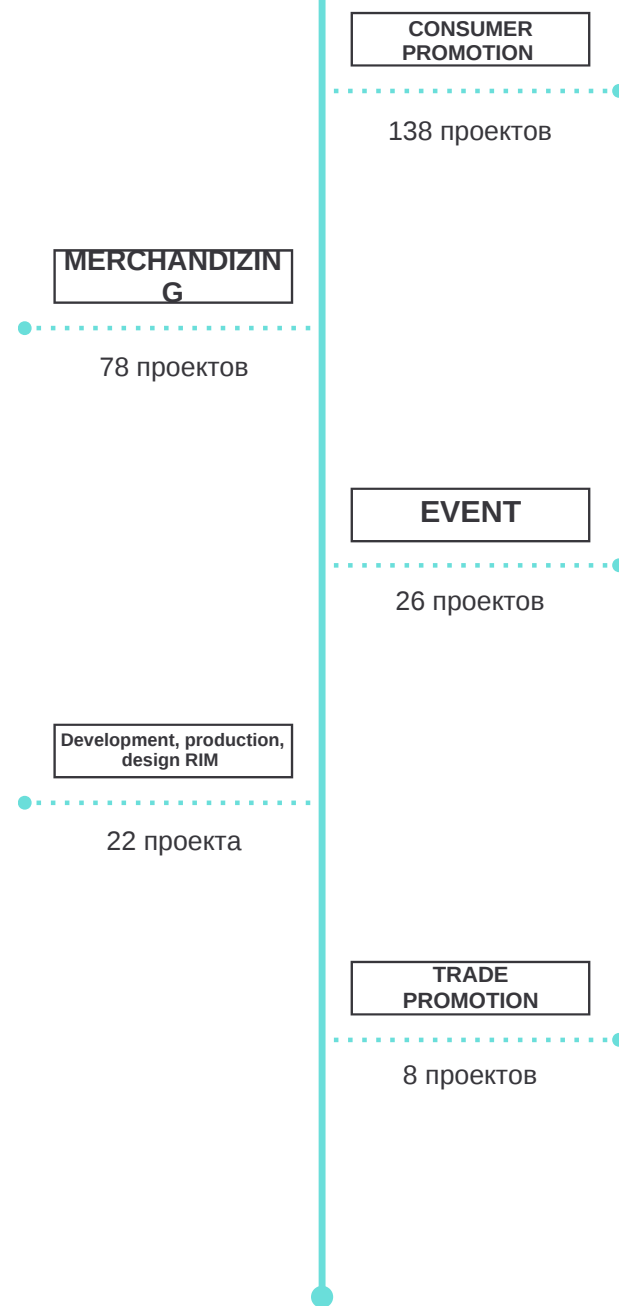 CONSUMER
PROMOTION
138 проектов
MERCHANDIZIN
G
78 проектов
EVENT
26 проектов
Development, production,
design RIM
22 проекта
TRADE
PROMOTION
8 проектов